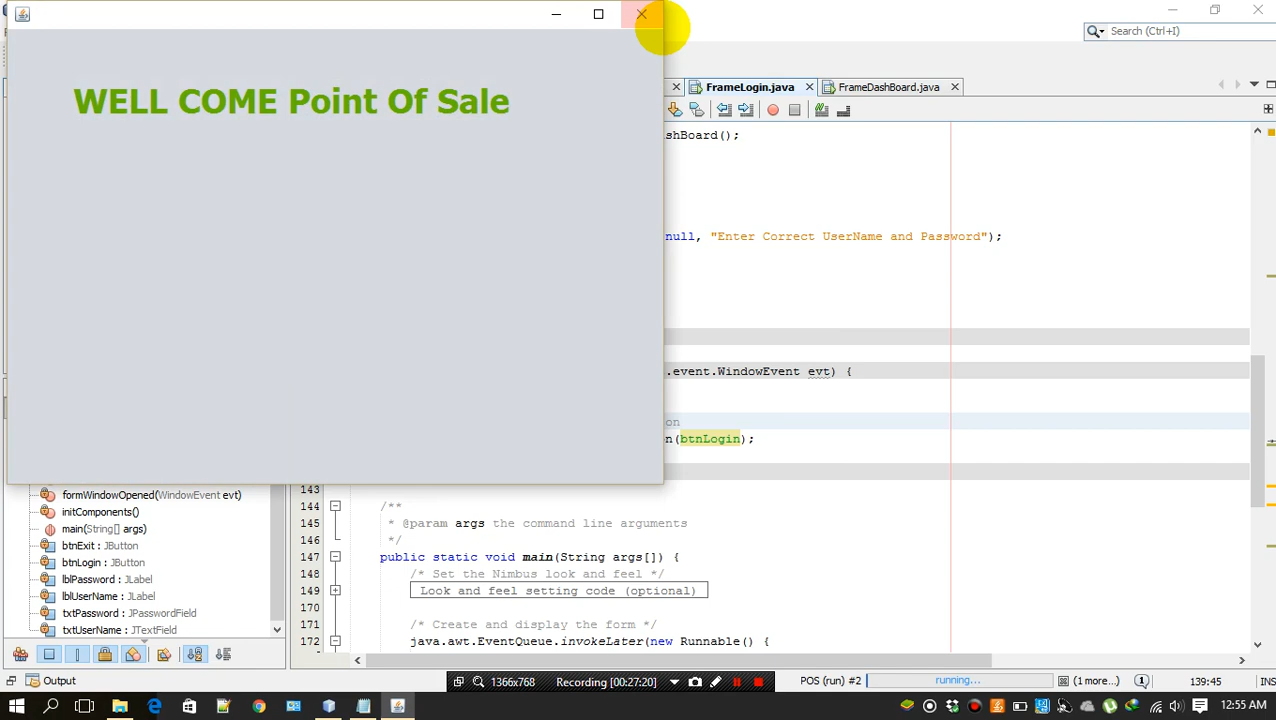 Search (Ctrl+I)
WELL COME Point Of Sale
FrameLogin.java
FrameDashBoard.java
shBoard();
null, "Enter Correct UserName and Password");
.event.WindowEvent evt) {
on
n(btnLogin);
formWindowOpened(WindowEvent evt)
initComponents()
main(String[] args)
btnExit : JButton
btnLogin : JButton
lblPassword : JLabel
lblUserName : JLabel
txtPassword : JPasswordField
txtUserName : JTextField
143
144 /**
145 * @param args the command line arguments
146 */
147 public static void main(String args[]) {
148 /* Set the Nimbus look and feel */
149 Look and feel setting code (optional)
170
171 /* Create and display the form */
172 java.awt.EventQueue.invokeLater(new Runnable() {
Output
1366x768
Recording [00:27:20]
POS (run) #2
running...
(1 more...)
139:45
INS
12:55 AM